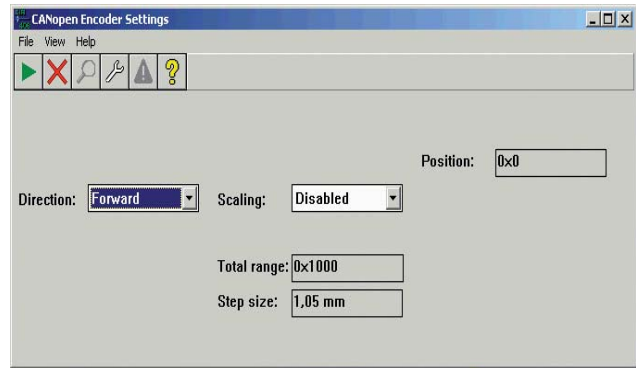 CANopen Encoder Settings
File View Help
Position: 0x0
Direction: Forward Scaling: Disabled
Total range: 0x1000
Step size: 1,05 mm